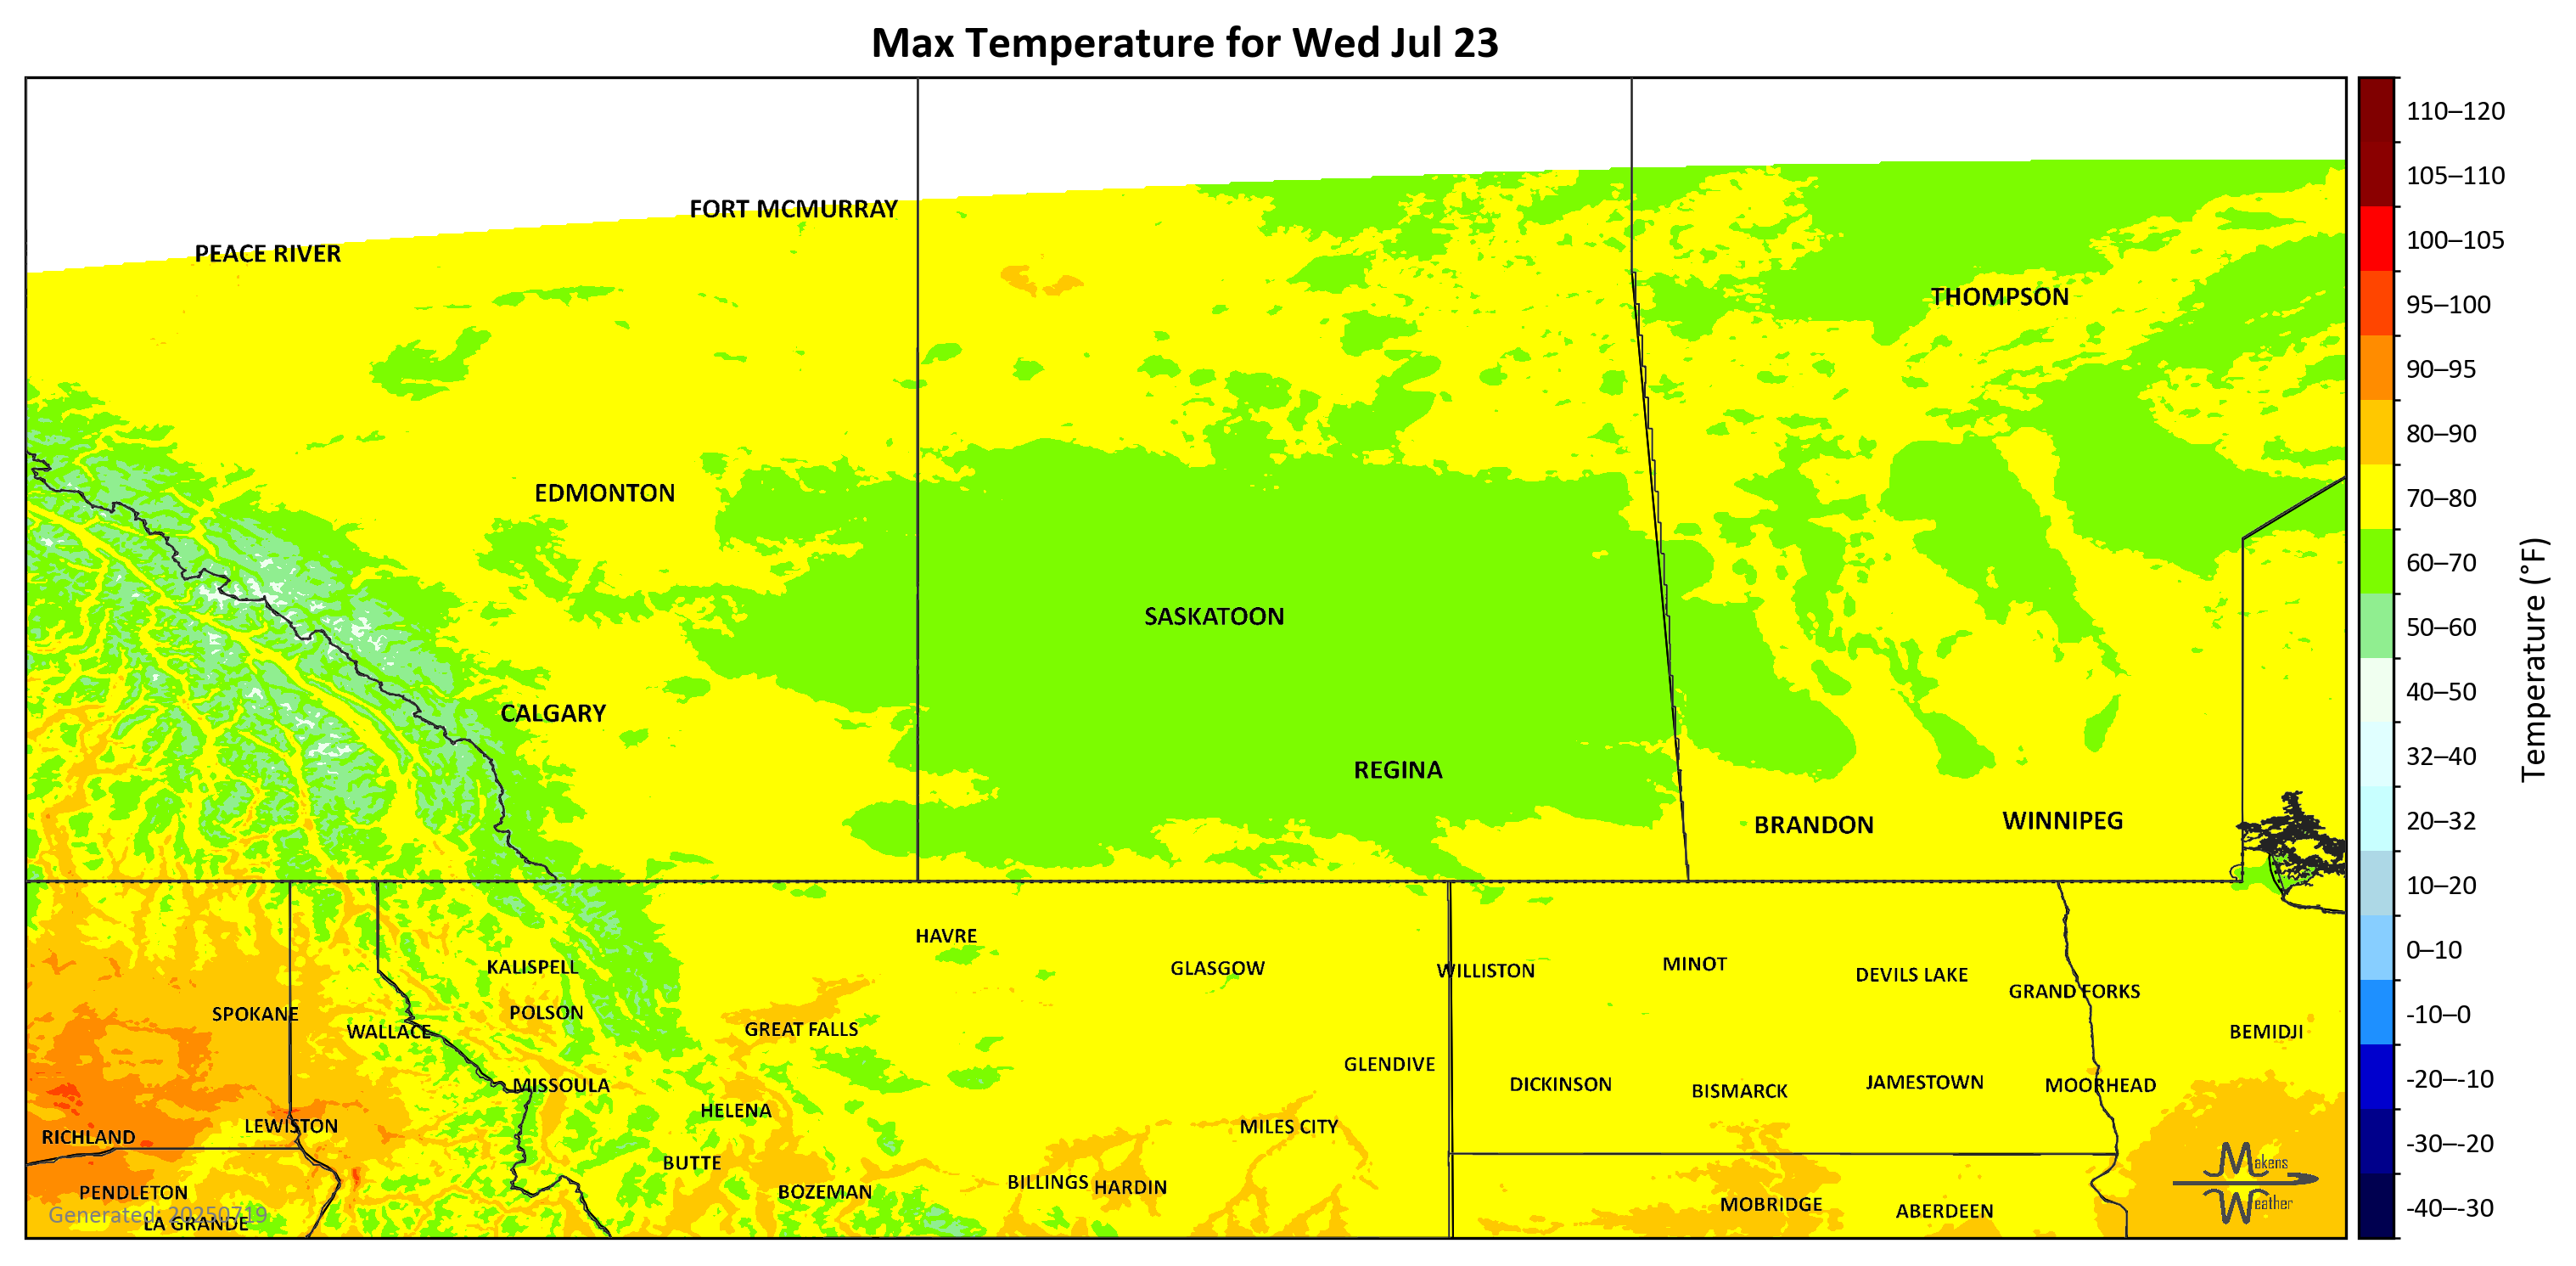 Max Temperature for Wed Jul 23
110–120
105–110
100–105
95–100
90–95
80–90
70–80
60–70
50–60
40–50
32–40
20–32
10–20
0–10
-10–0
-20–-10
-30–-20
-40–-30
Temperature (°F)
FORT MCMURRAY
PEACE RIVER
THOMPSON
EDMONTON
SASKATOON
CALGARY
REGINA
BRANDON
WINNIPEG
HAVRE
KALISPELL
GLASGOW
WILLISTON
MINOT
DEVILS LAKE
GRAND FORKS
SPOKANE
POLSON
WALLACE
GREAT FALLS
BEMIDJI
GLENDIVE
MISSOULA
DICKINSON
BISMARCK
JAMESTOWN
MOORHEAD
HELENA
LEWISTON
MILES CITY
RICHLAND
BUTTE
BILLINGS
HARDIN
PENDLETON
BOZEMAN
MOBRIDGE
ABERDEEN
Generated: 20250719
LA GRANDE
Makens
Weather